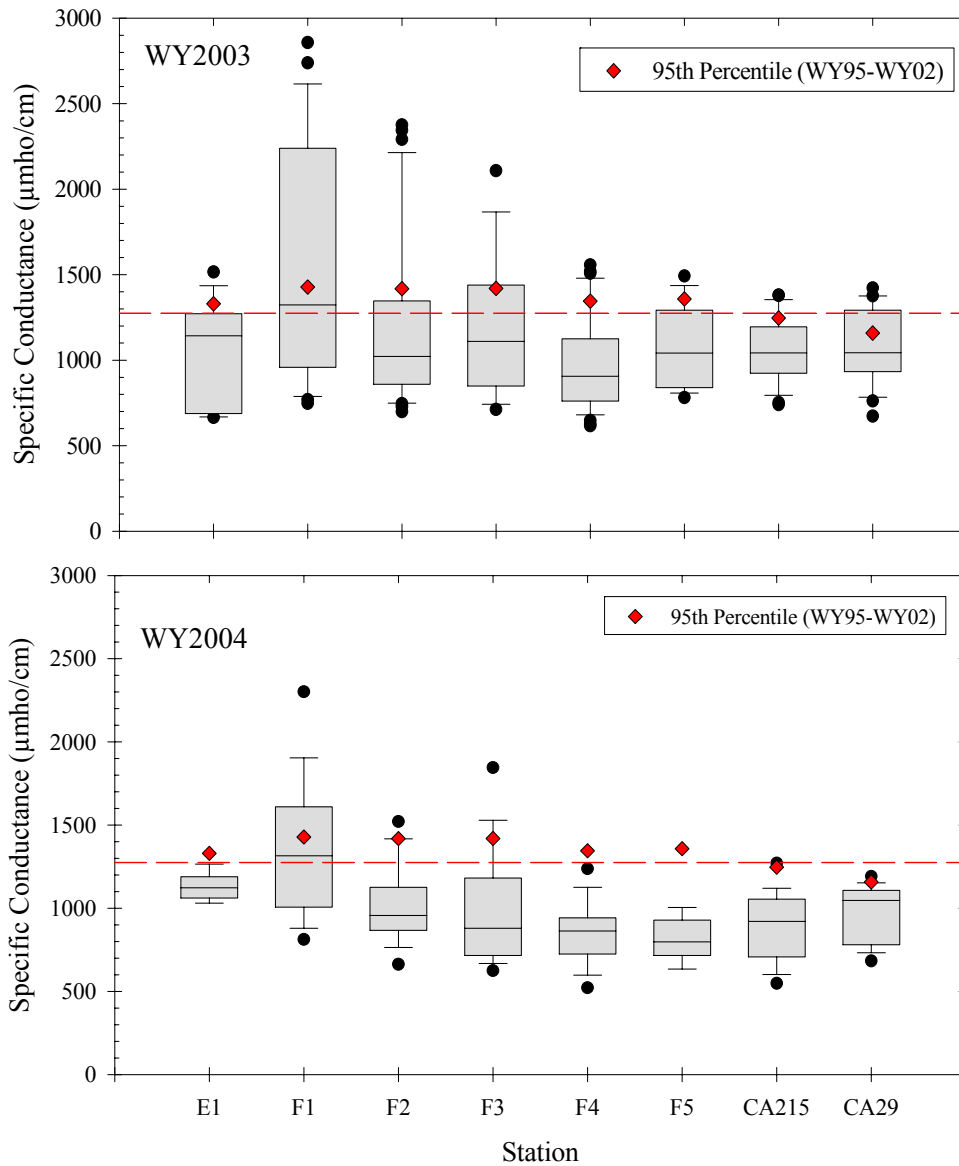 WY2003
95th Percentile (WY95-WY02)
Specific Conductance (µmho/cm)
3000
2500
2000
1500
1000
500
0
WY2004
95th Percentile (WY95-WY02)
Specific Conductance (µmho/cm)
3000
2500
2000
1500
1000
500
0
E1 F1 F2 F3 F4 F5 CA215 CA29
Station